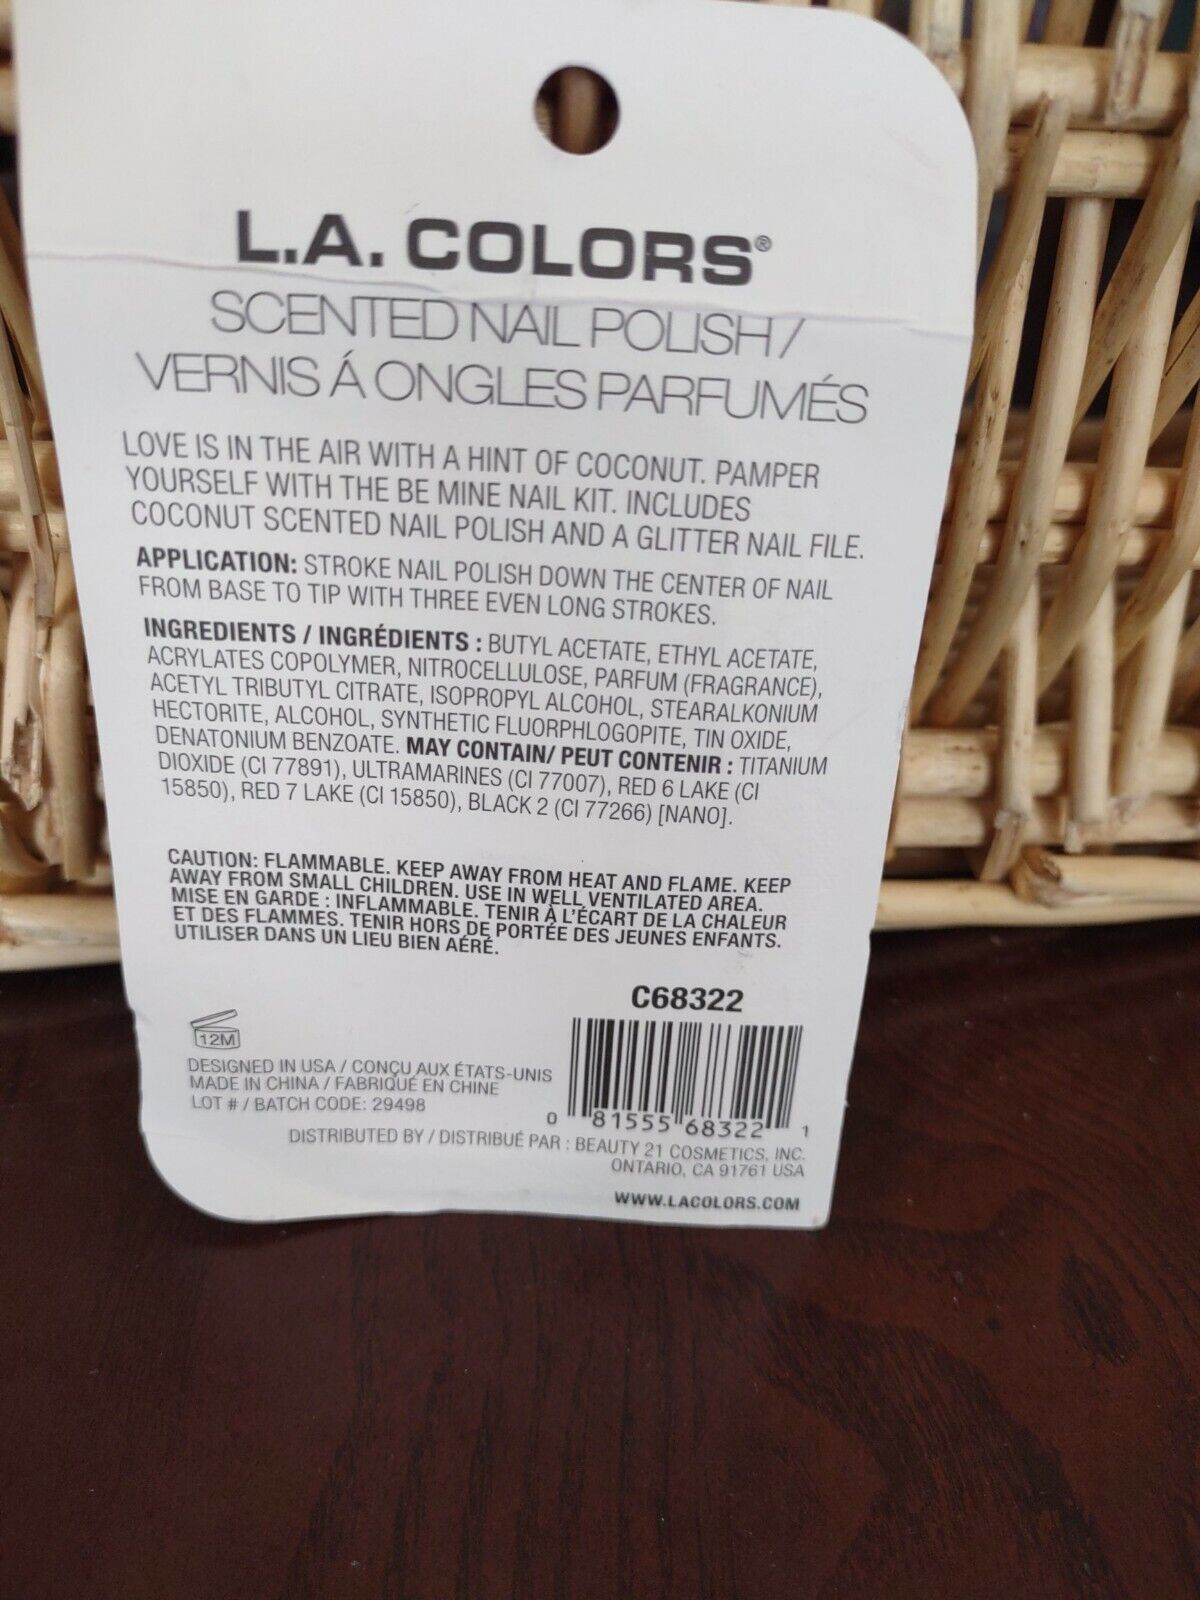 L.A. COLORS®
SCENTED NAIL POLISH /
VERNIS Á ONGLES PARFUMÉS
LOVE IS IN THE AIR WITH A HINT OF COCONUT. PAMPER
YOURSELF WITH THE BE MINE NAIL KIT. INCLUDES
COCONUT SCENTED NAIL POLISH AND A GLITTER NAIL FILE.
APPLICATION: STROKE NAIL POLISH DOWN THE CENTER OF NAIL
FROM BASE TO TIP WITH THREE EVEN LONG STROKES.
INGREDIENTS / INGRÉDIENTS : BUTYL ACETATE, ETHYL ACETATE,
ACRYLATES COPOLYMER, NITROCELLULOSE, PARFUM (FRAGRANCE),
ACETYL TRIBUTYL CITRATE, ISOPROPYL ALCOHOL, STEARALKONIUM
HECTORITE, ALCOHOL, SYNTHETIC FLUORPHLOGOPITE, TIN OXIDE,
DENATONIUM BENZOATE. MAY CONTAIN/ PEUT CONTENIR : TITANIUM
DIOXIDE (CI 77891), ULTRAMARINES (CI 77007), RED 6 LAKE (CI
15850), RED 7 LAKE (CI 15850), BLACK 2 (CI 77266) [NANO].
CAUTION: FLAMMABLE. KEEP AWAY FROM HEAT AND FLAME. KEEP
AWAY FROM SMALL CHILDREN. USE IN WELL VENTILATED AREA.
MISE EN GARDE : INFLAMMABLE. TENIR À L'ÉCART DE LA CHALEUR
ET DES FLAMMES. TENIR HORS DE PORTÉE DES JEUNES ENFANTS.
UTILISER DANS UN LIEU BIEN AÉRÉ.
C68322
12M
DESIGNED IN USA / CONÇU AUX ÉTATS-UNIS
MADE IN CHINA / FABRIQUÉ EN CHINE
LOT # / BATCH CODE: 29498
0 81555 68322 1
DISTRIBUTED BY / DISTRIBUÉ PAR : BEAUTY 21 COSMETICS, INC.
ONTARIO, CA 91761 USA
WWW.LACOLORS.COM